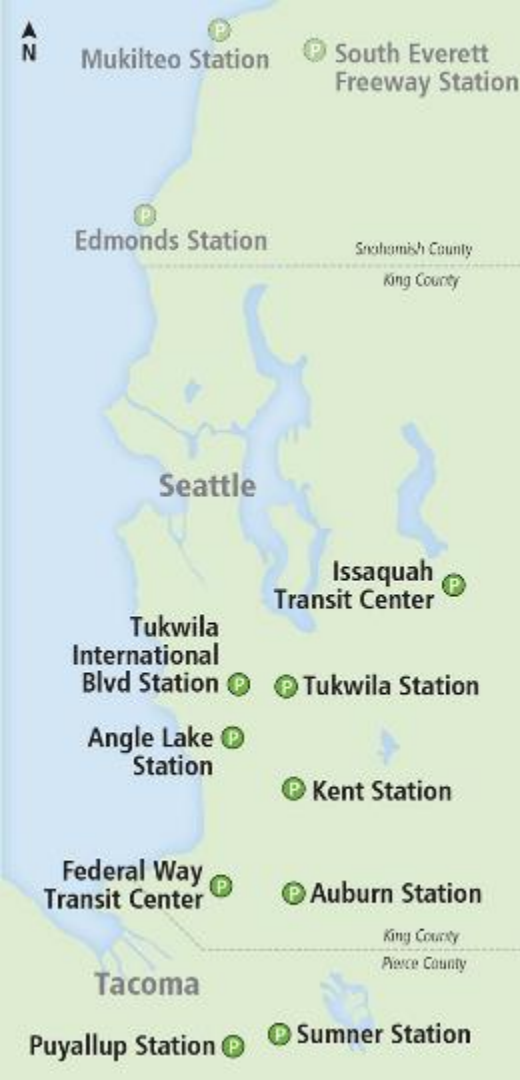 P
N
Mukilteo Station
P
South Everett
Freeway Station
P
Edmonds Station
Snohomish County
King County
Seattle
Issaquah
Transit Center
P
Tukwila
International
Blvd Station
P
P
Tukwila Station
Angle Lake
Station
P
P
Kent Station
Federal Way
Transit Center
P
P
Auburn Station
King County
Pierce County
Tacoma
Puyallup Station
P
P
Sumner Station